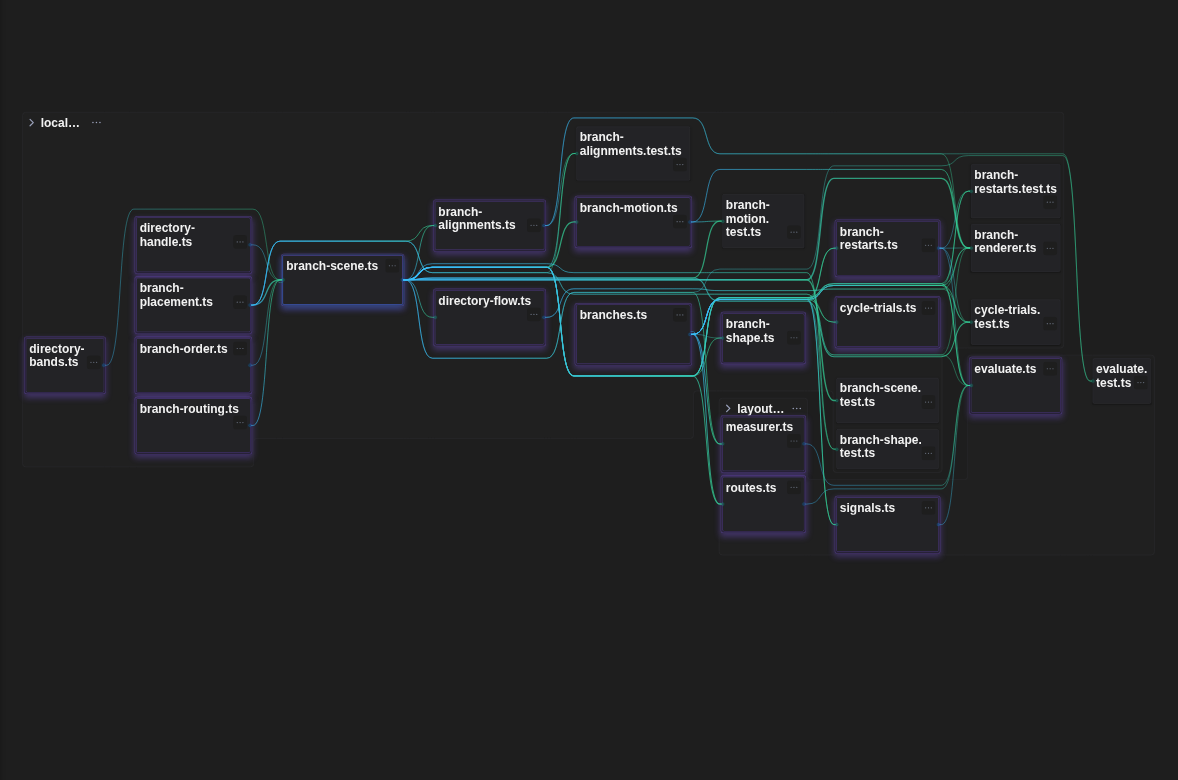 local...
branch-
alignments.test.ts
branch-
restarts.test.ts
branch-
alignments.ts
branch-motion.ts
branch-
motion.
test.ts
directory-
handle.ts
branch-
restarts.ts
branch-
renderer.ts
branch-scene.ts
branch-
placement.ts
directory-flow.ts
branches.ts
branch-
shape.ts
cycle-trials.ts
cycle-trials.
test.ts
directory-
bands.ts
branch-order.ts
evaluate.ts
evaluate.
test.ts
branch-scene.
test.ts
branch-routing.ts
layout...
measurer.ts
branch-shape.
test.ts
routes.ts
signals.ts